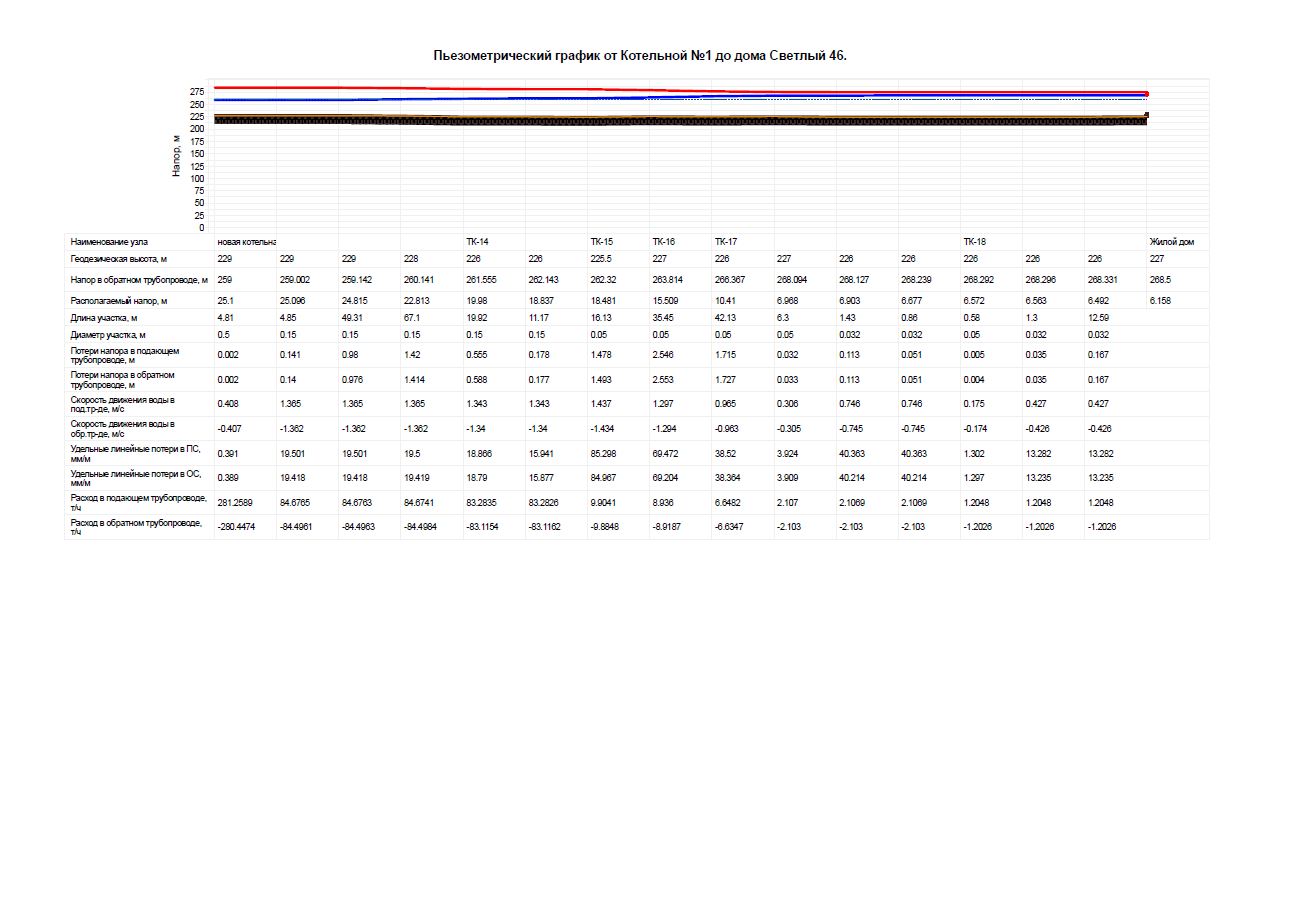 Пьезометрический график от Котельной №1 до дома Светлый 46.
275
250
225
200
175
150
125
100
75
50
25
0
Напор, м
Наименование узла новая котельна ТК-14 ТК-15 ТК-16 ТК-17 ТК-18 Жилой дом
Геодезическая высота, м 229 229 229 228 226 226 225.5 227 226 227 226 226 226 226 226 227
Напор в обратном трубопроводе, м 259 259.002 259.142 260.141 261.555 262.143 262.32 263.814 266.367 268.094 268.127 268.239 268.292 268.296 268.331 268.5
Располагаемый напор, м 25.1 25.096 24.815 22.813 19.98 18.837 18.481 15.509 10.41 6.968 6.903 6.677 6.572 6.563 6.492 6.158
Длина участка, м 4.81 4.85 49.31 67.1 19.92 11.17 16.13 35.45 42.13 6.3 1.43 0.86 0.58 1.3 12.59
Диаметр участка, м 0.5 0.15 0.15 0.15 0.15 0.15 0.05 0.05 0.05 0.05 0.032 0.032 0.05 0.032 0.032
Потери напора в подающем
трубопроводе, м 0.002 0.141 0.98 1.42 0.555 0.178 1.478 2.546 1.715 0.032 0.113 0.051 0.005 0.035 0.167
Потери напора в обратном
трубопроводе, м 0.002 0.14 0.976 1.414 0.588 0.177 1.493 2.553 1.727 0.033 0.113 0.051 0.004 0.035 0.167
Скорость движения воды в
под.тр-де, м/с 0.408 1.365 1.365 1.365 1.343 1.343 1.437 1.297 0.965 0.306 0.746 0.746 0.175 0.427 0.427
Скорость движения воды в
обр.тр-де, м/с -0.407 -1.362 -1.362 -1.362 -1.34 -1.34 -1.434 -1.294 -0.963 -0.305 -0.745 -0.745 -0.174 -0.426 -0.426
Удельные линейные потери в ПС,
мм/м 0.391 19.501 19.501 19.5 18.866 15.941 85.298 69.472 38.52 3.924 40.363 40.363 1.302 13.282 13.282
Удельные линейные потери в ОС,
мм/м 0.389 19.418 19.418 19.419 18.79 15.877 84.967 69.204 38.364 3.909 40.214 40.214 1.297 13.235 13.235
Расход в подающем трубопроводе,
т/ч 281.2589 84.6765 84.6763 84.6741 83.2835 83.2826 9.9041 8.936 6.6482 2.107 2.1069 2.1069 1.2048 1.2048 1.2048
Расход в обратном трубопроводе,
т/ч -280.4474 -84.4961 -84.4963 -84.4984 -83.1154 -83.1162 -9.8848 -8.9187 -6.6347 -2.103 -2.103 -2.103 -1.2026 -1.2026 -1.2026